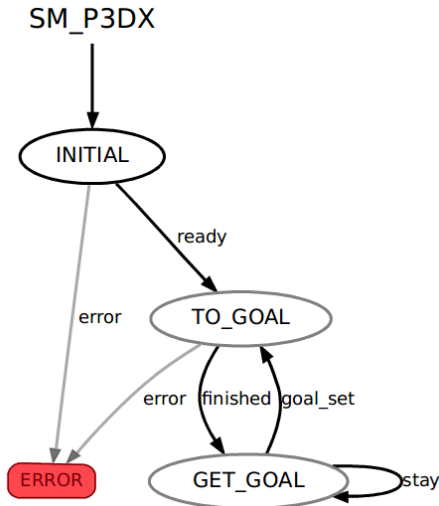 SM_P3DX
INITIAL
ready
error
TO_GOAL
error
finished
goal_set
ERROR
GET_GOAL
stay